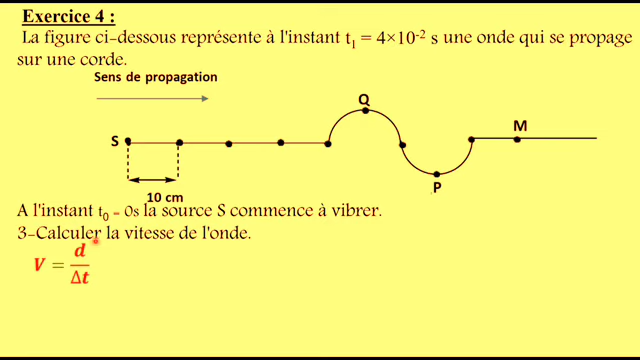 Exercice 4 :
La figure ci-dessous représente à l'instant t₁ = 4×10⁻² s une onde qui se propage
sur une corde.
Sens de propagation
Q
M
S
P
10 cm
A l'instant t₀ = 0s la source S commence à vibrer.
3-Calculer la vitesse de l'onde.
V = d/Δt